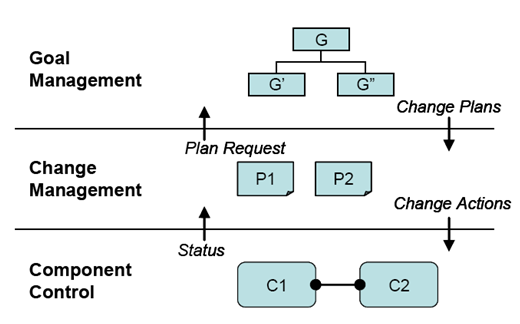 G
Goal
Management
G' G"
Change Plans
Plan Request
Change
Management
P1 P2
Change Actions
Status
Component
Control
C1 C2